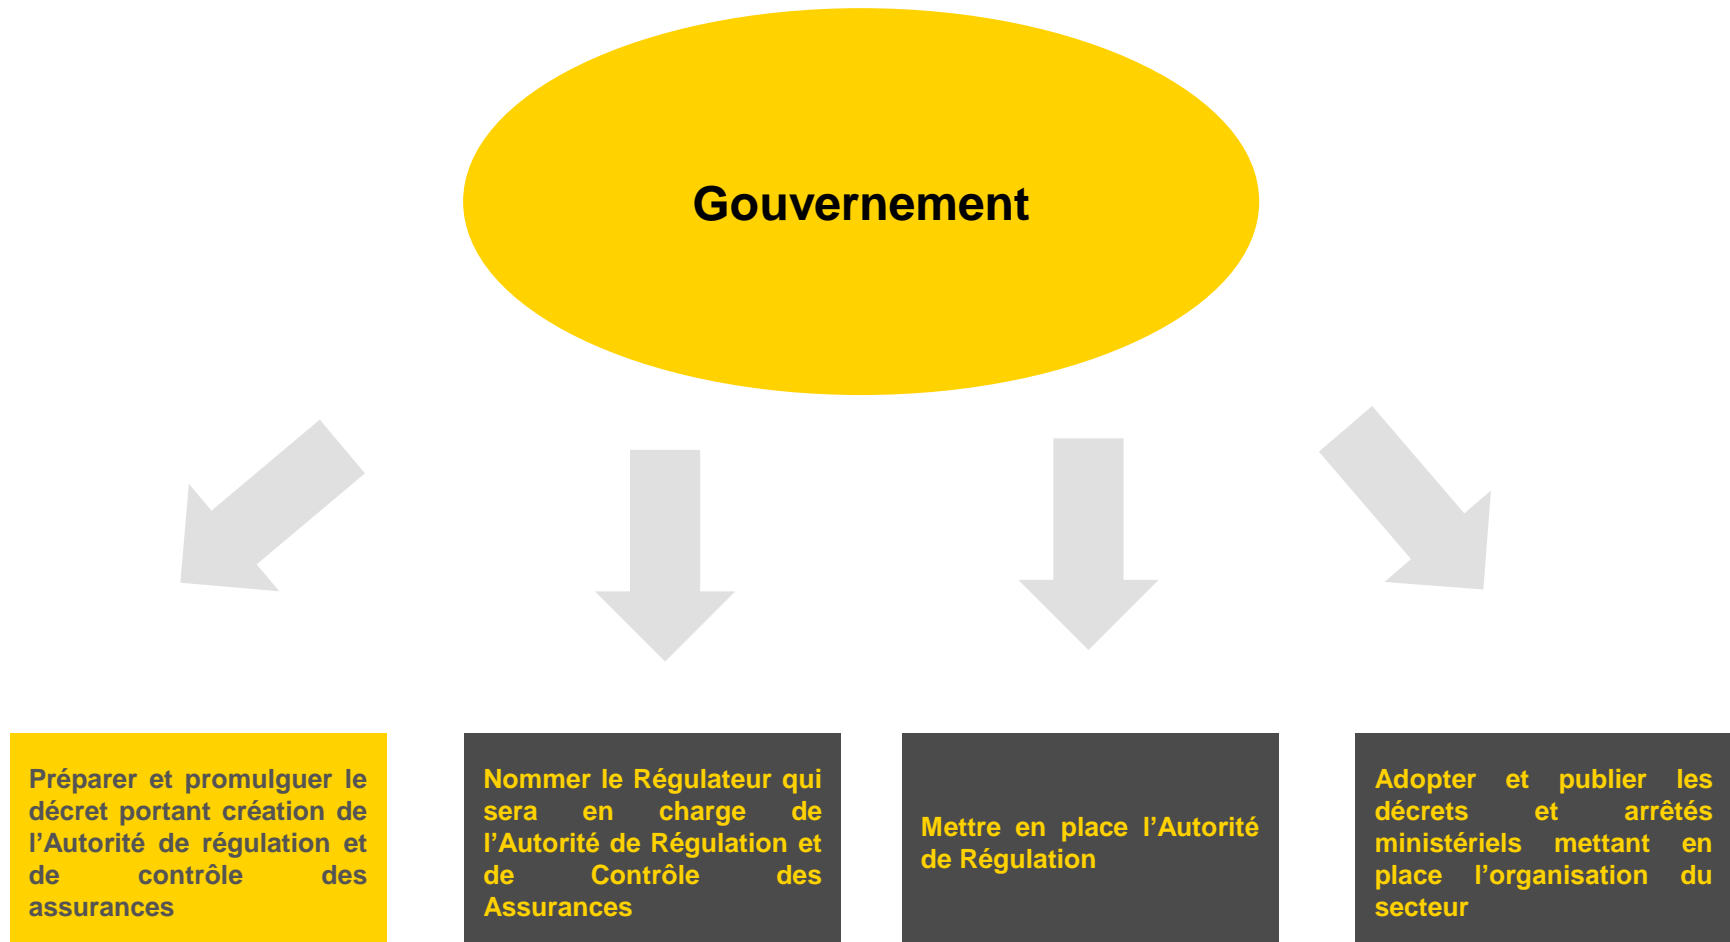 Gouvernement
Préparer et promulguer le
décret portant création de
l’Autorité de régulation et
de contrôle des
assurances
Nommer le Régulateur qui
sera en charge de
l’Autorité de Régulation et
de Contrôle des
Assurances
Mettre en place l’Autorité
de Régulation
Adopter et publier les
décrets et arrêtés
ministériels mettant en
place l’organisation du
secteur